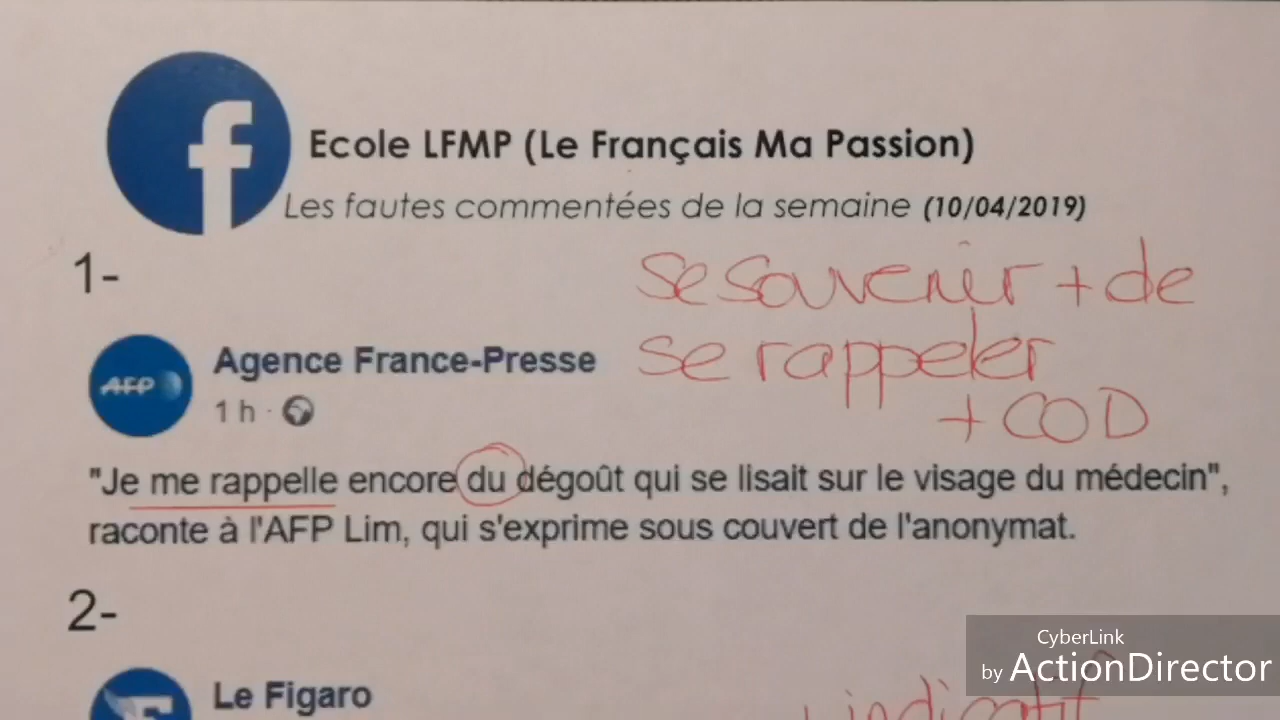 f
Ecole LFMP (Le Français Ma Passion)
Les fautes commentées de la semaine (10/04/2019)
1-
se souvenir + de
se rappeler
+ COD
AFP
Agence France-Presse
1 h ·
"Je me rappelle encore du dégoût qui se lisait sur le visage du médecin",
raconte à l'AFP Lim, qui s'exprime sous couvert de l'anonymat.
2-
Le Figaro
indicatif
CyberLink
by ActionDirector